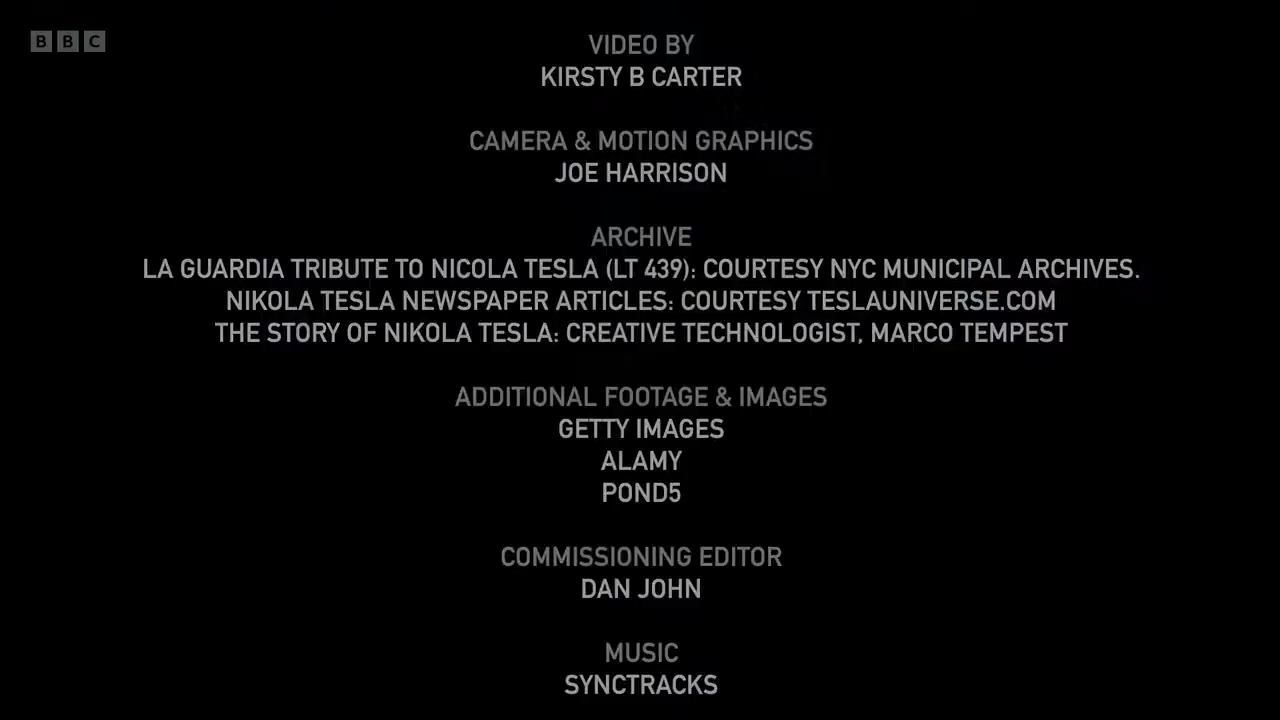 BBC
VIDEO BY
KIRSTY B CARTER
CAMERA & MOTION GRAPHICS
JOE HARRISON
ARCHIVE
LA GUARDIA TRIBUTE TO NICOLA TESLA (LT 439): COURTESY NYC MUNICIPAL ARCHIVES.
NIKOLA TESLA NEWSPAPER ARTICLES: COURTESY TESLAUNIVERSE.COM
THE STORY OF NIKOLA TESLA: CREATIVE TECHNOLOGIST, MARCO TEMPEST
ADDITIONAL FOOTAGE & IMAGES
GETTY IMAGES
ALAMY
POND5
COMMISSIONING EDITOR
DAN JOHN
MUSIC
SYNCTRACKS